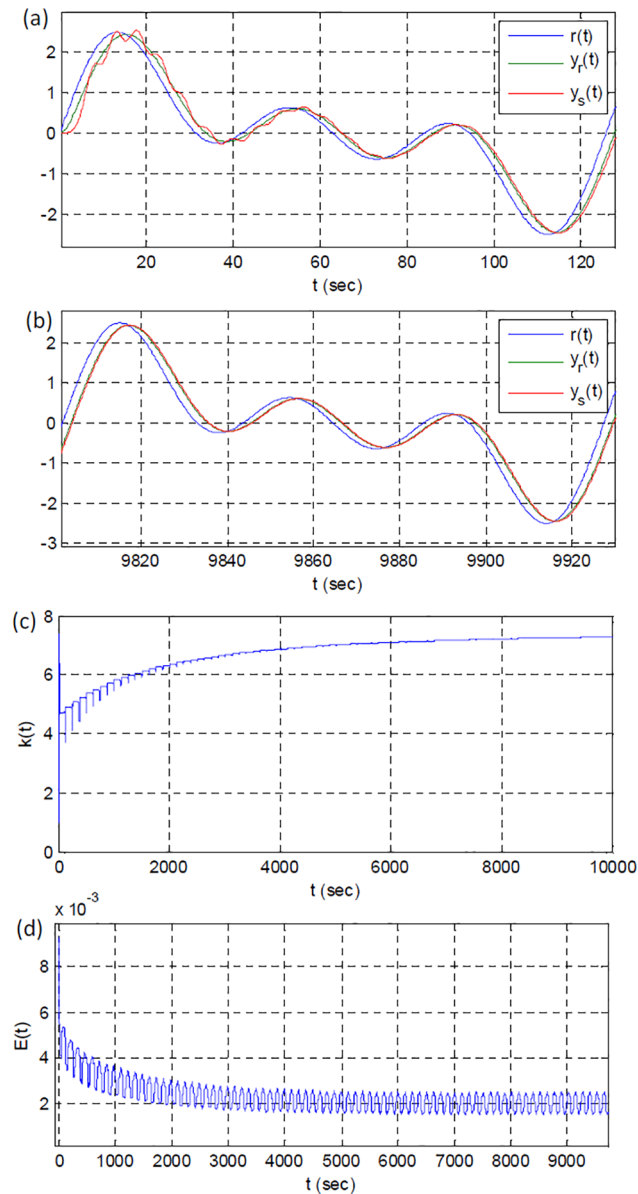 (a)
2
1
0
-1
-2
r(t)
y_r(t)
y_s(t)
20 40 60 80 100 120
t (sec)
(b)
2
1
0
-1
-2
-3
r(t)
y_r(t)
y_s(t)
9820 9840 9860 9880 9900 9920
t (sec)
(c)
8
6
4
2
0
k(t)
0 2000 4000 6000 8000 10000
t (sec)
x 10^-3
(d)
8
6
4
2
E(t)
0 1000 2000 3000 4000 5000 6000 7000 8000 9000
t (sec)